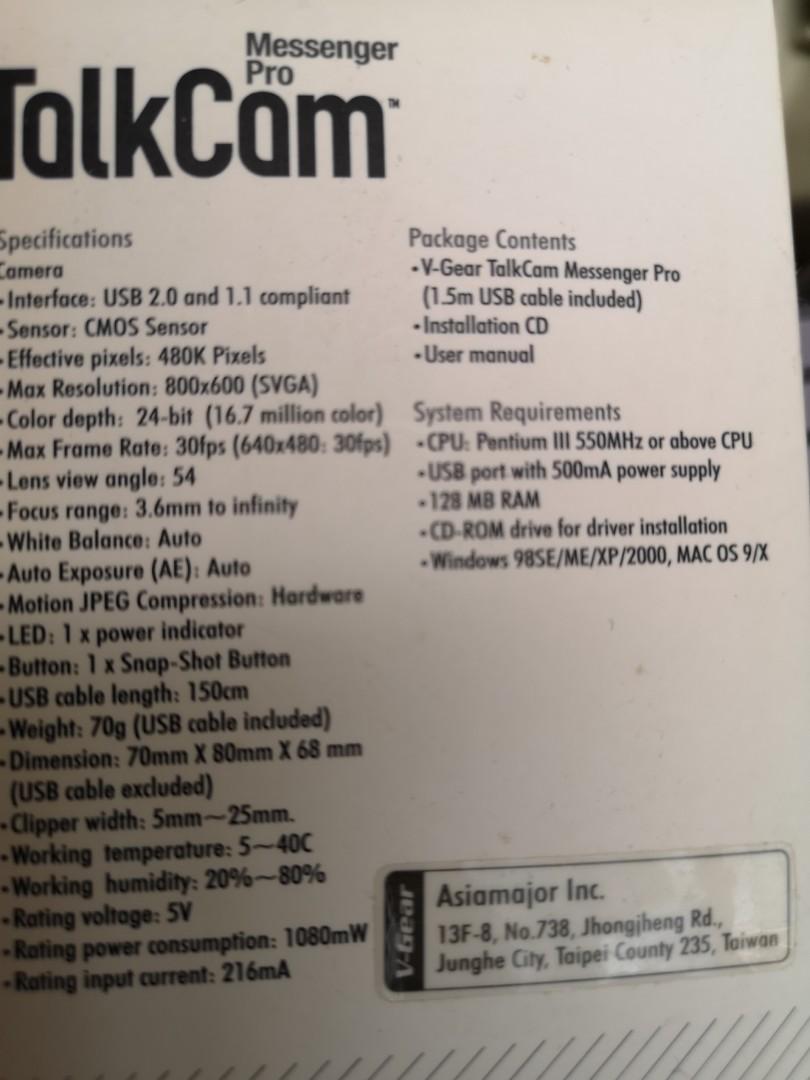 Messenger
Pro
TalkCam™
Specifications
Camera
•Interface: USB 2.0 and 1.1 compliant
•Sensor: CMOS Sensor
•Effective pixels: 480K Pixels
•Max Resolution: 800x600 (SVGA)
•Color depth: 24-bit (16.7 million color)
•Max Frame Rate: 30fps (640x480: 30fps)
•Lens view angle: 54
•Focus range: 3.6mm to infinity
•White Balance: Auto
•Auto Exposure (AE): Auto
•Motion JPEG Compression: Hardware
•LED: 1 x power indicator
•Button: 1 x Snap-Shot Button
•USB cable length: 150cm
•Weight: 70g (USB cable included)
•Dimension: 70mm X 80mm X 68 mm
(USB cable excluded)
•Clipper width: 5mm~25mm.
•Working temperature: 5~40C
•Working humidity: 20%~80%
•Rating voltage: 5V
•Rating power consumption: 1080mW
•Rating input current: 216mA
Package Contents
•V-Gear TalkCam Messenger Pro
(1.5m USB cable included)
•Installation CD
•User manual
System Requirements
•CPU: Pentium III 550MHz or above CPU
•USB port with 500mA power supply
•128 MB RAM
•CD-ROM drive for driver installation
•Windows 98SE/ME/XP/2000, MAC OS 9/X
V-Gear
Asiamajor Inc.
13F-8, No.738, Jhongjheng Rd.,
Junghe City, Taipei County 235, Taiwan